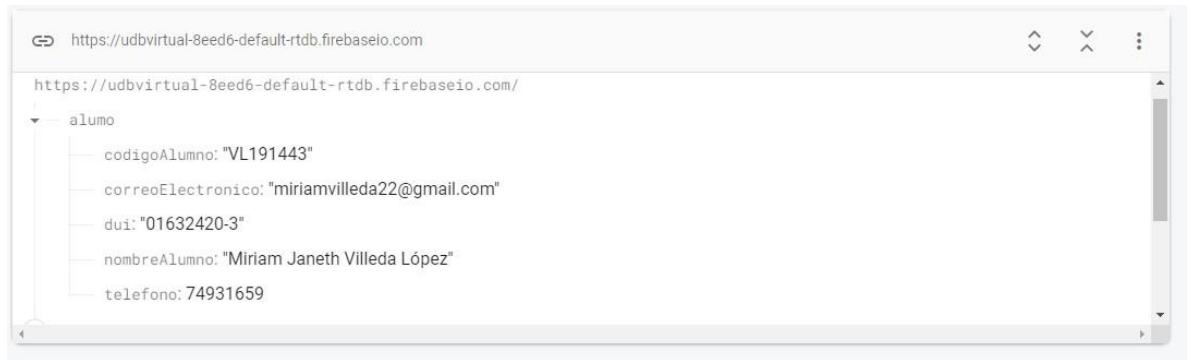 https://udbvirtual-8eed6-default-rtdb.firebaseio.com
https://udbvirtual-8eed6-default-rtdb.firebaseio.com/
alumo
codigoAlumno: "VL191443"
correoElectronico: "miriamvilleda22@gmail.com"
dui: "01632420-3"
nombreAlumno: "Miriam Janeth Villeda López"
telefono: 74931659